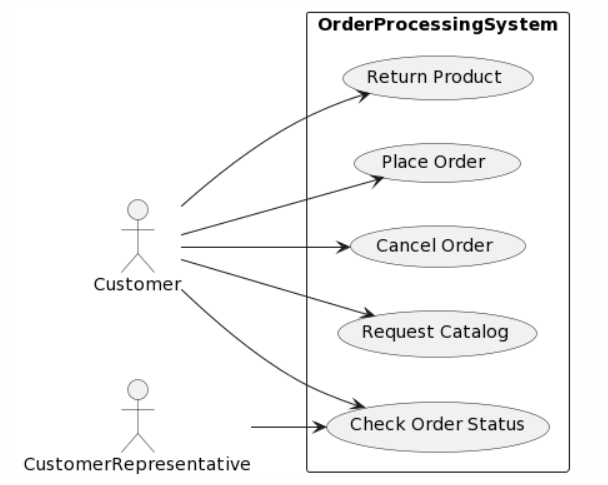 OrderProcessingSystem
Return Product
Place Order
Cancel Order
Customer
Request Catalog
Check Order Status
CustomerRepresentative